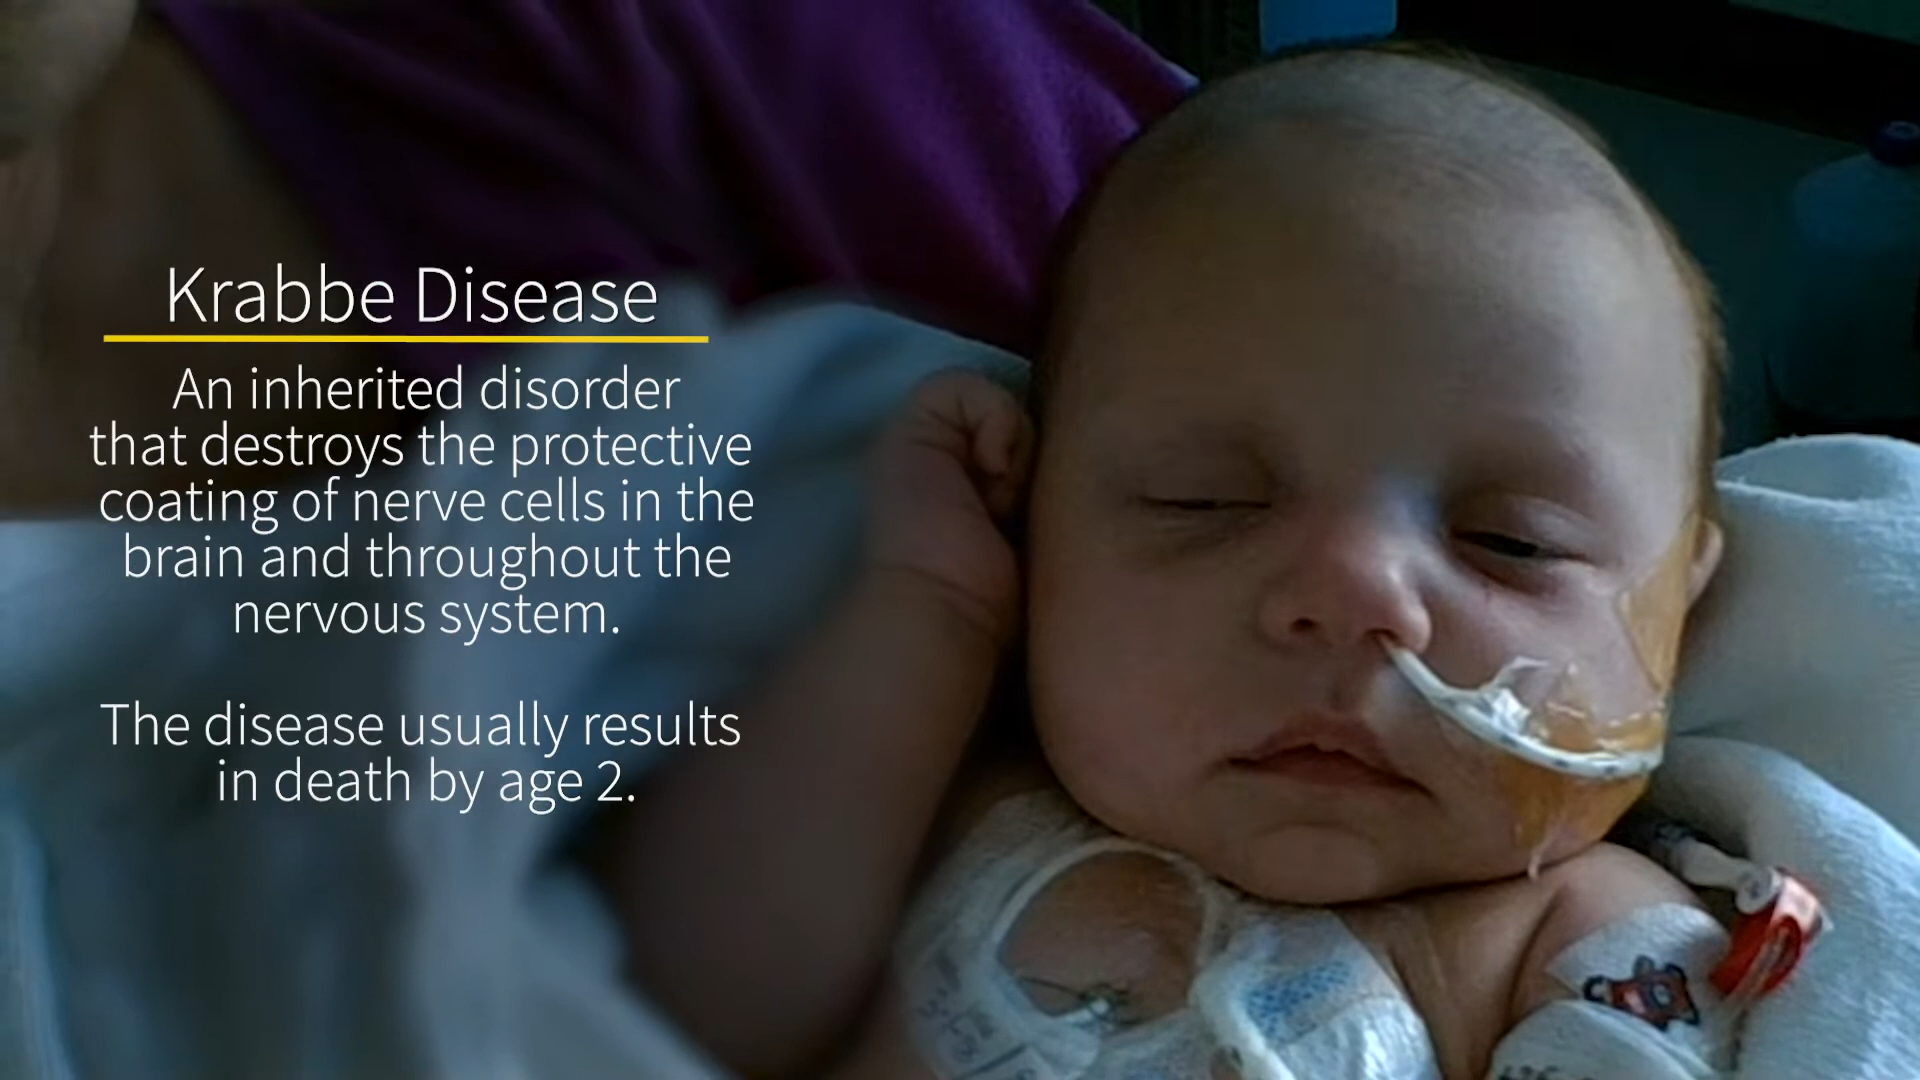 Krabbe Disease
An inherited disorder
that destroys the protective
coating of nerve cells in the
brain and throughout the
nervous system.
The disease usually results
in death by age 2.